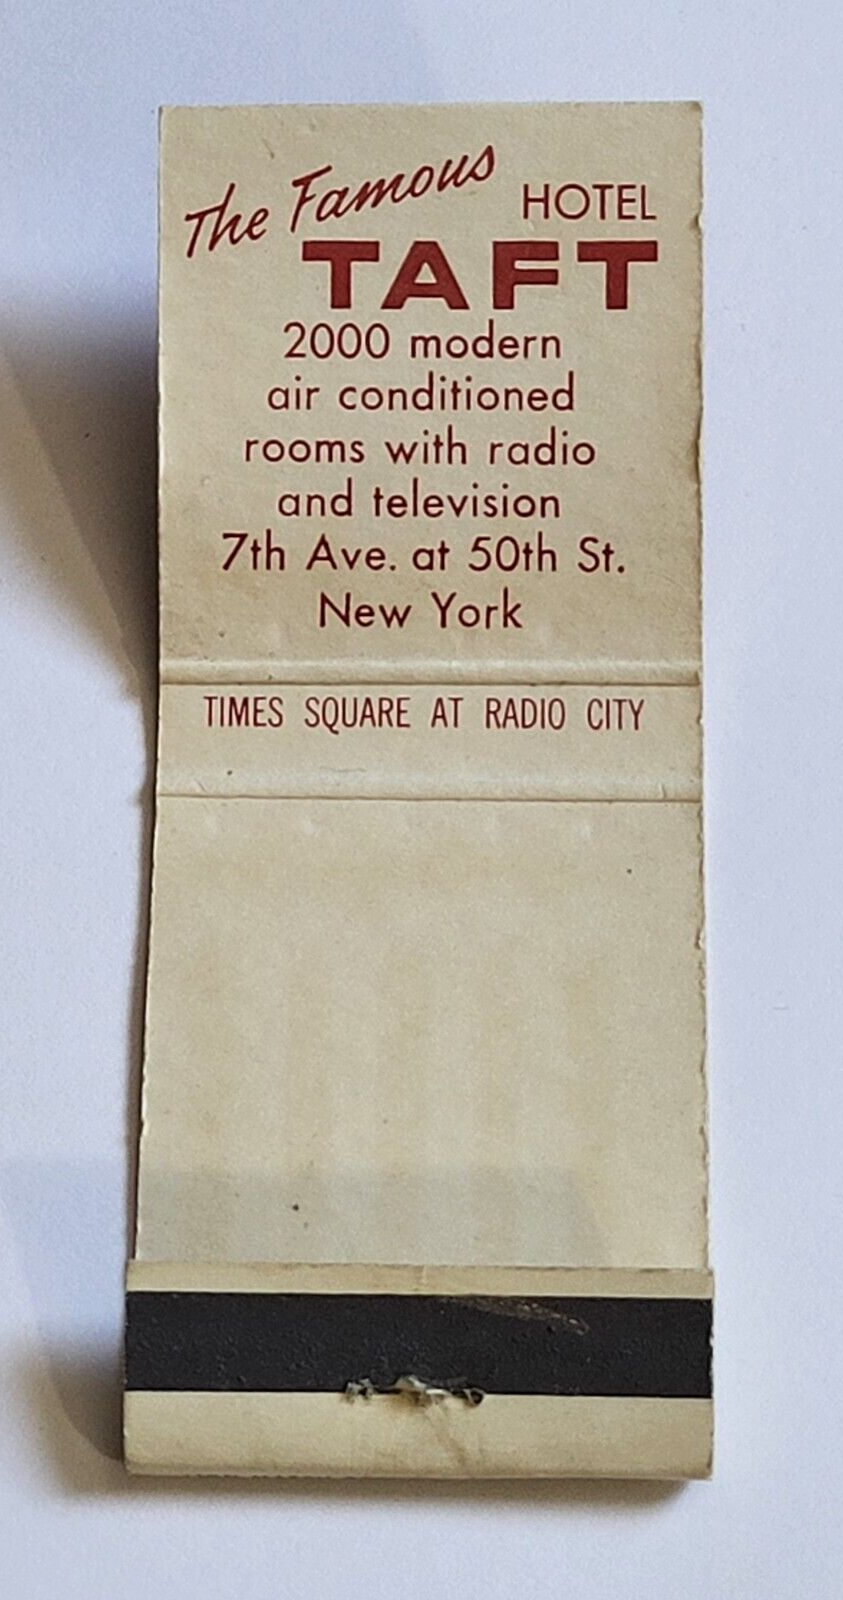 The Famous HOTEL
TAFT
2000 modern
air conditioned
rooms with radio
and television
7th Ave. at 50th St.
New York
TIMES SQUARE AT RADIO CITY